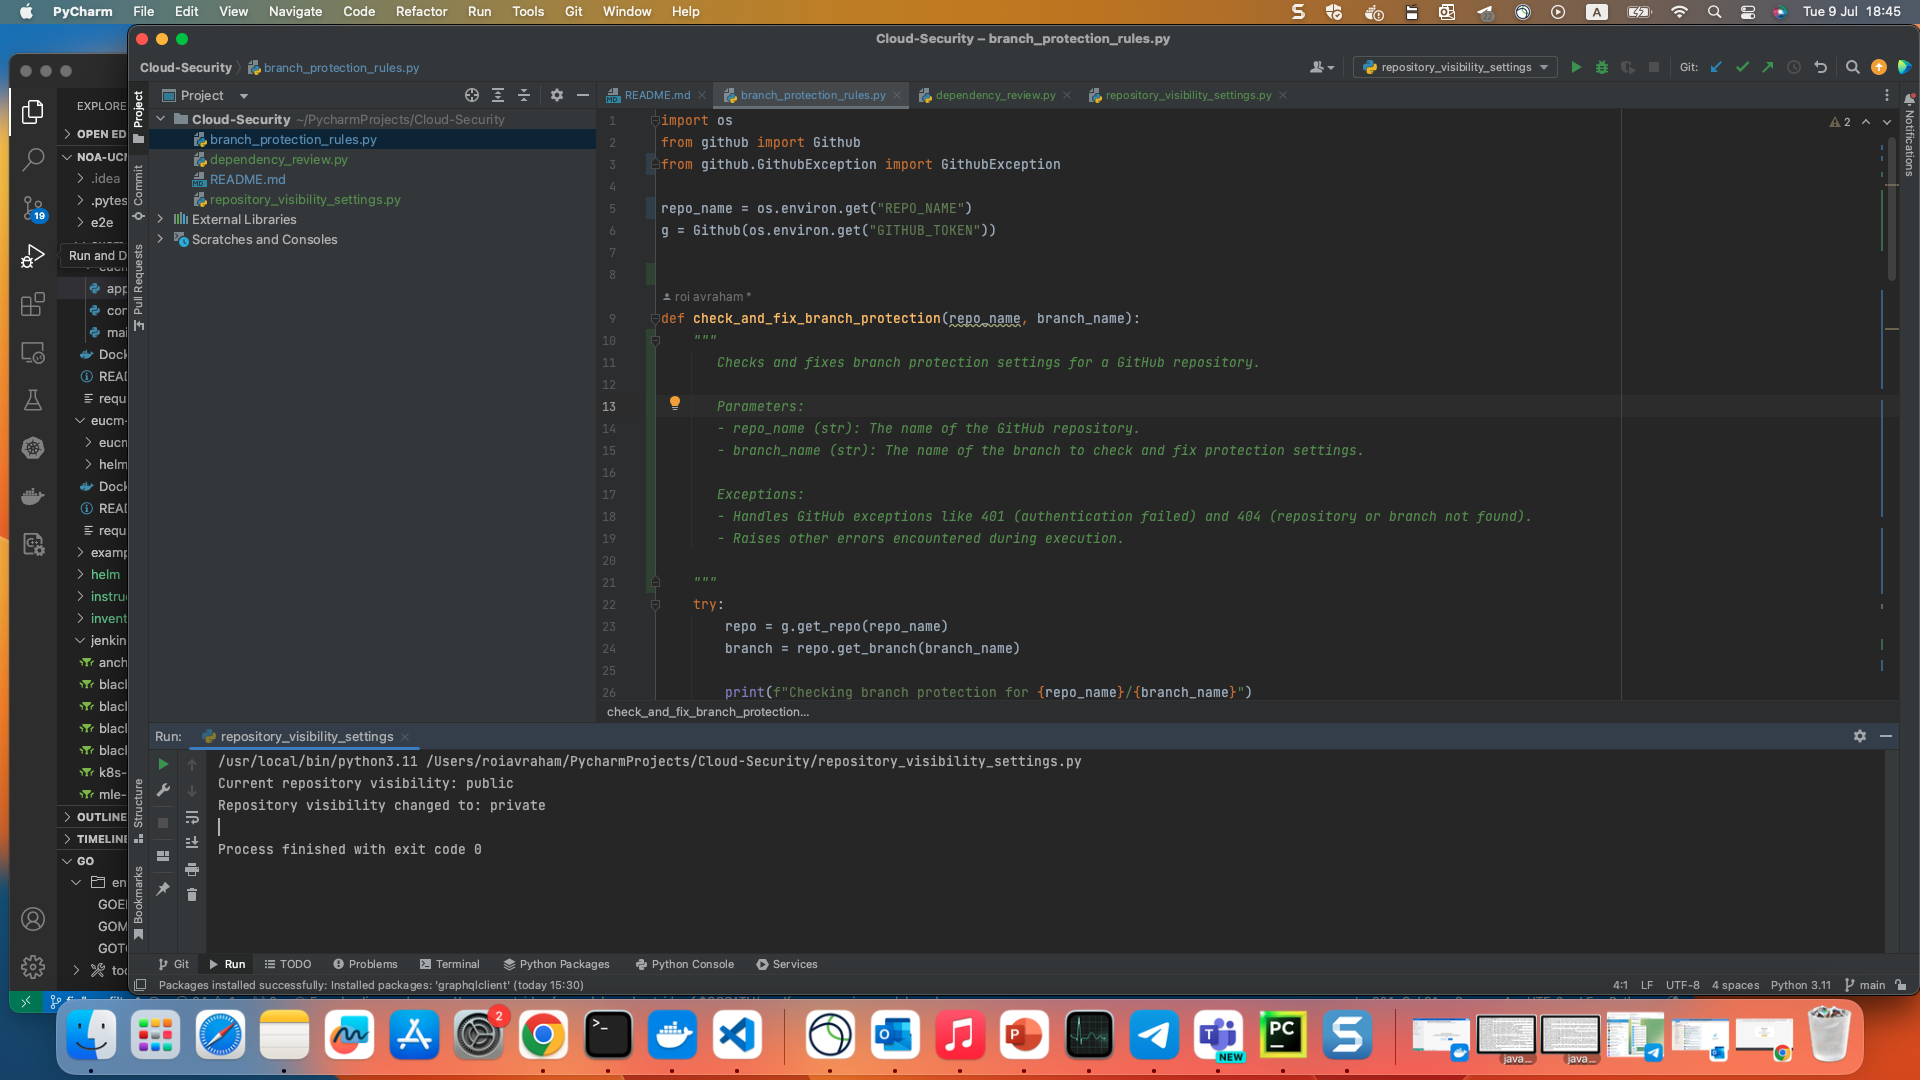 PyCharm File Edit View Navigate Code Refactor Run Tools Git Window Help
A Tue 9 Jul 18:45
Cloud-Security – branch_protection_rules.py
Cloud-Security branch_protection_rules.py
repository_visibility_settings
Git:
EXPLORE
OPEN ED
NOA-UCM
.idea
.pytes
e2e
19
Run and D
app
con
mai
Dock
READ
requ
eucm-
eucn
helm
Dock
READ
requ
examp
helm
instruc
invent
jenkin
anch
blacl
blacl
blacl
blacl
k8s-
mle-
OUTLINE
TIMELINE
GO
en
GOE
GOM
GOT
too
Project
Commit
Pull Requests
Structure
Bookmarks
Notifications
Project
Cloud-Security ~/PycharmProjects/Cloud-Security
branch_protection_rules.py
dependency_review.py
README.md
repository_visibility_settings.py
External Libraries
Scratches and Consoles
README.md branch_protection_rules.py dependency_review.py repository_visibility_settings.py
2
1 import os
2 from github import Github
3 from github.GithubException import GithubException
4
5 repo_name = os.environ.get("REPO_NAME")
6 g = Github(os.environ.get("GITHUB_TOKEN"))
7
8
roi avraham *
9 def check_and_fix_branch_protection(repo_name, branch_name):
10 """
11 Checks and fixes branch protection settings for a GitHub repository.
12
13 Parameters:
14 - repo_name (str): The name of the GitHub repository.
15 - branch_name (str): The name of the branch to check and fix protection settings.
16
17 Exceptions:
18 - Handles GitHub exceptions like 401 (authentication failed) and 404 (repository or branch not found).
19 - Raises other errors encountered during execution.
20
21 """
22 try:
23 repo = g.get_repo(repo_name)
24 branch = repo.get_branch(branch_name)
25
26 print(f"Checking branch protection for {repo_name}/{branch_name}")
check_and_fix_branch_protection...
Run: repository_visibility_settings
/usr/local/bin/python3.11 /Users/roiavraham/PycharmProjects/Cloud-Security/repository_visibility_settings.py
Current repository visibility: public
Repository visibility changed to: private
Process finished with exit code 0
Git Run TODO Problems Terminal Python Packages Python Console Services
Packages installed successfully: Installed packages: 'graphqlclient' (today 15:30)
4:1 LF UTF-8 4 spaces Python 3.11 main
2
NEW
PC
java...
java...